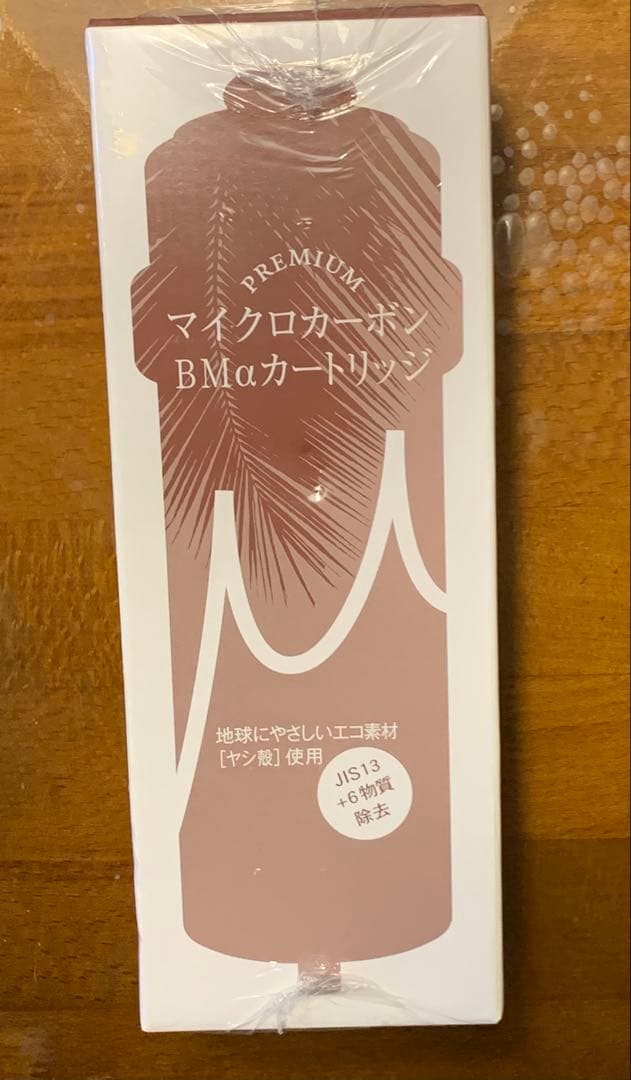 PREMIUM
マイクロカーボン
BMαカートリッジ
地球にやさしいエコ素材
［ヤシ殻］使用
JIS13
+6物質
除去